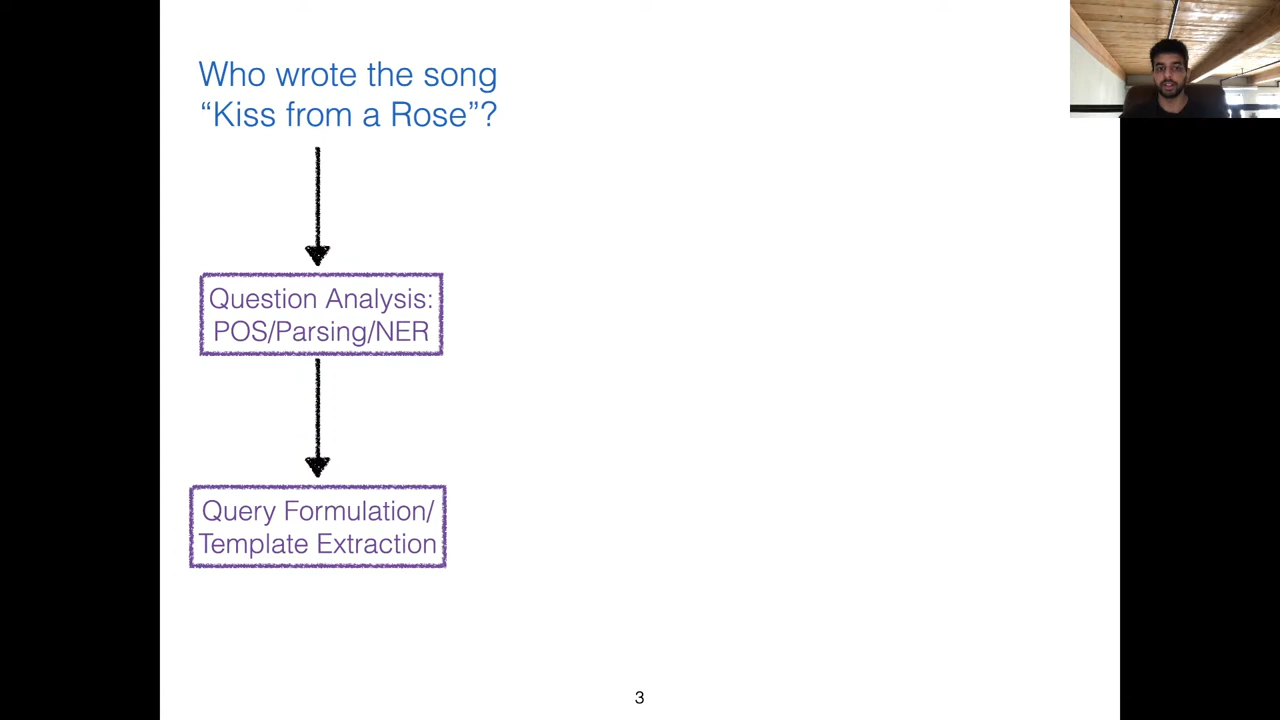 Who wrote the song
“Kiss from a Rose”?
Question Analysis:
POS/Parsing/NER
Query Formulation/
Template Extraction
3